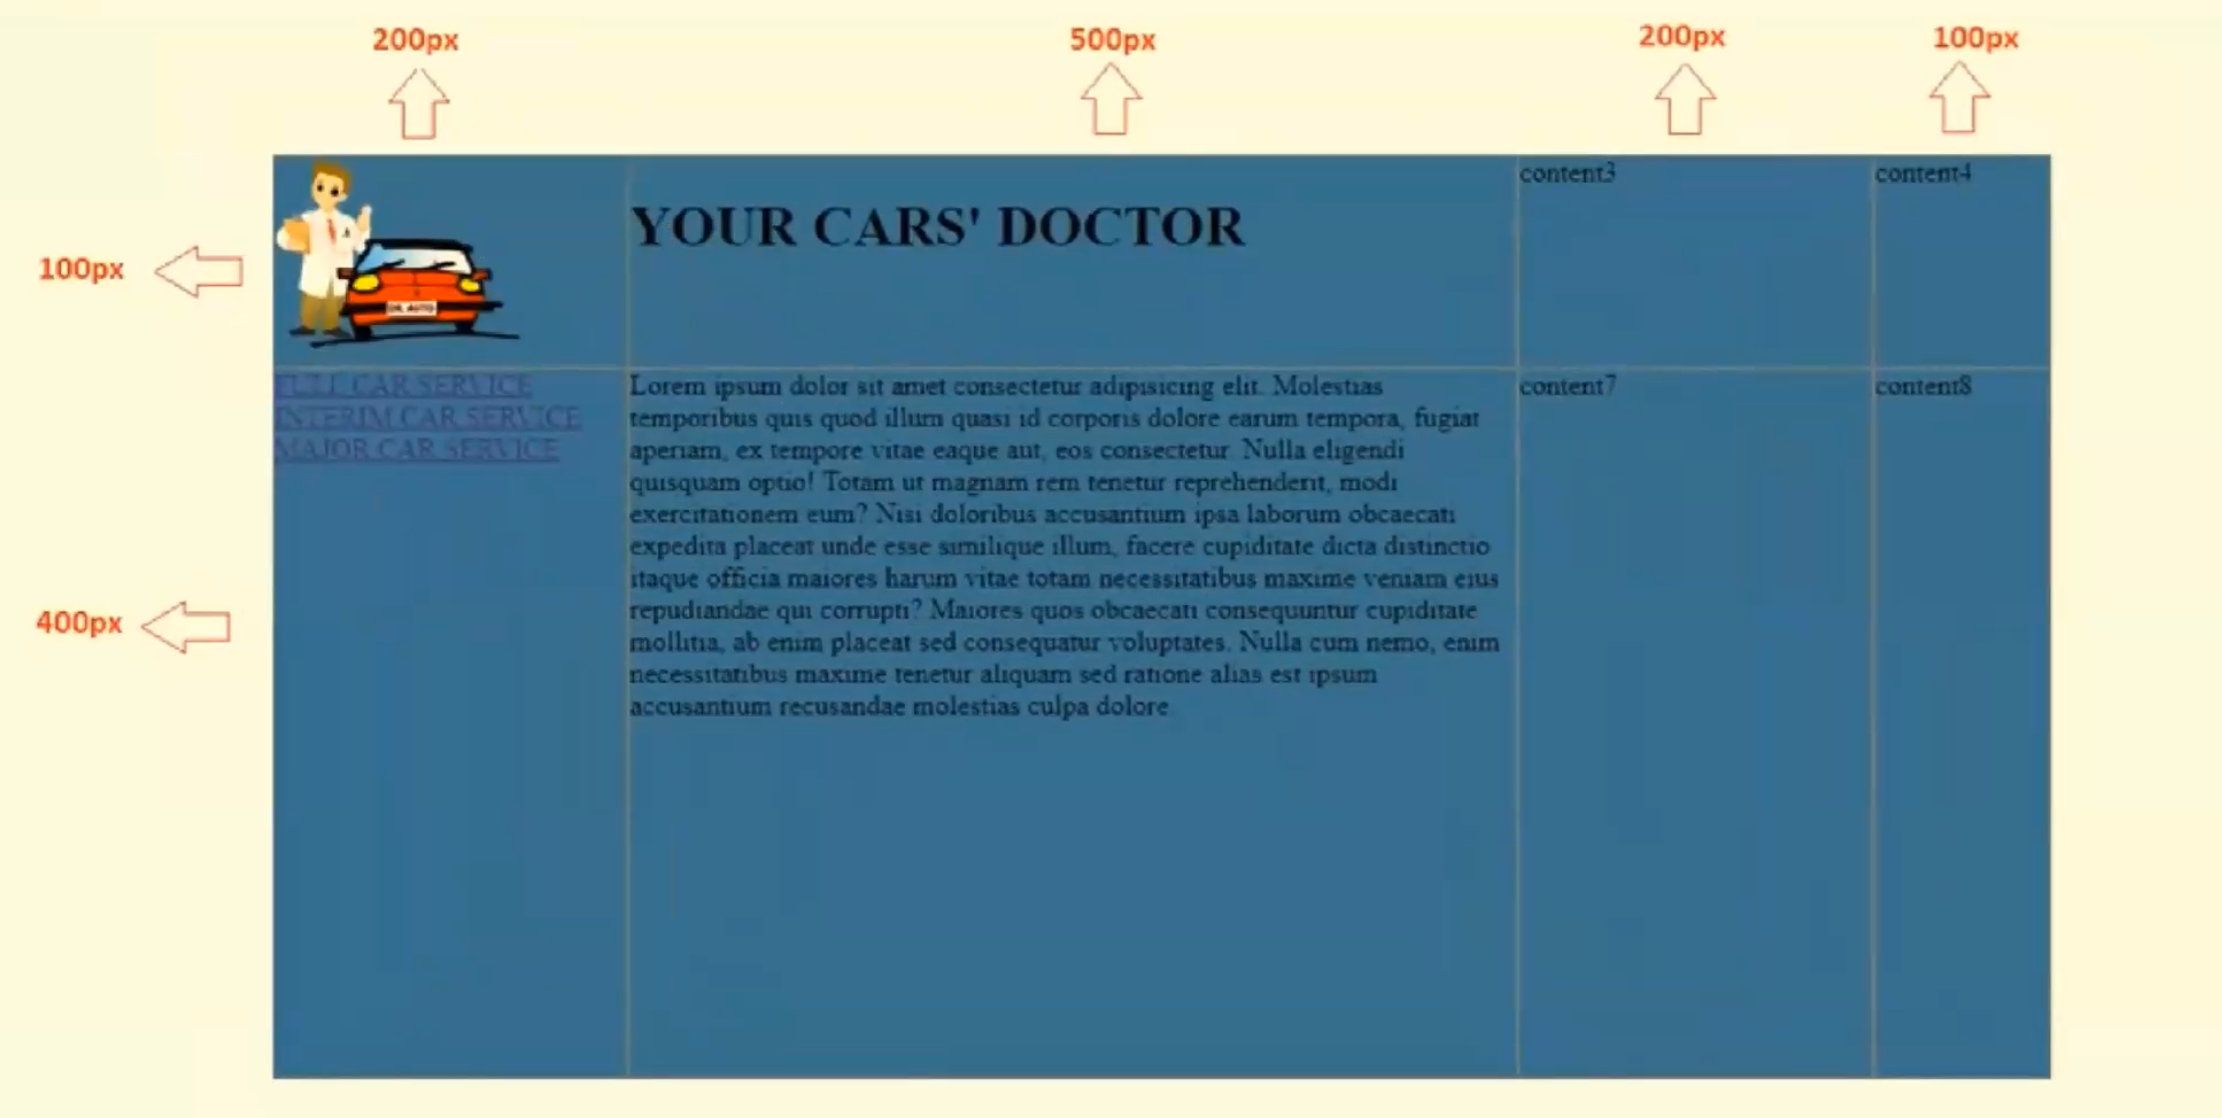 200px
500px
200px
100px
100px
400px
DR. AUTO
YOUR CARS' DOCTOR
content3
content4
FULL CAR SERVICE
INTERIM CAR SERVICE
MAJOR CAR SERVICE
Lorem ipsum dolor sit amet consectetur adipisicing elit. Molestias
temporibus quis quod illum quasi id corporis dolore earum tempora, fugiat
aperiam, ex tempore vitae eaque aut, eos consectetur. Nulla eligendi
quisquam optio! Totam ut magnam rem tenetur reprehenderit, modi
exercitationem eum? Nisi doloribus accusantium ipsa laborum obcaecati
expedita placeat unde esse similique illum, facere cupiditate dicta distinctio
itaque officia maiores harum vitae totam necessitatibus maxime veniam eius
repudiandae qui corrupti? Maiores quos obcaecati consequuntur cupiditate
mollitia, ab enim placeat sed consequatur voluptates. Nulla cum nemo, enim
necessitatibus maxime tenetur aliquam sed ratione alias est ipsum
accusantium recusandae molestias culpa dolore.
content7
content8